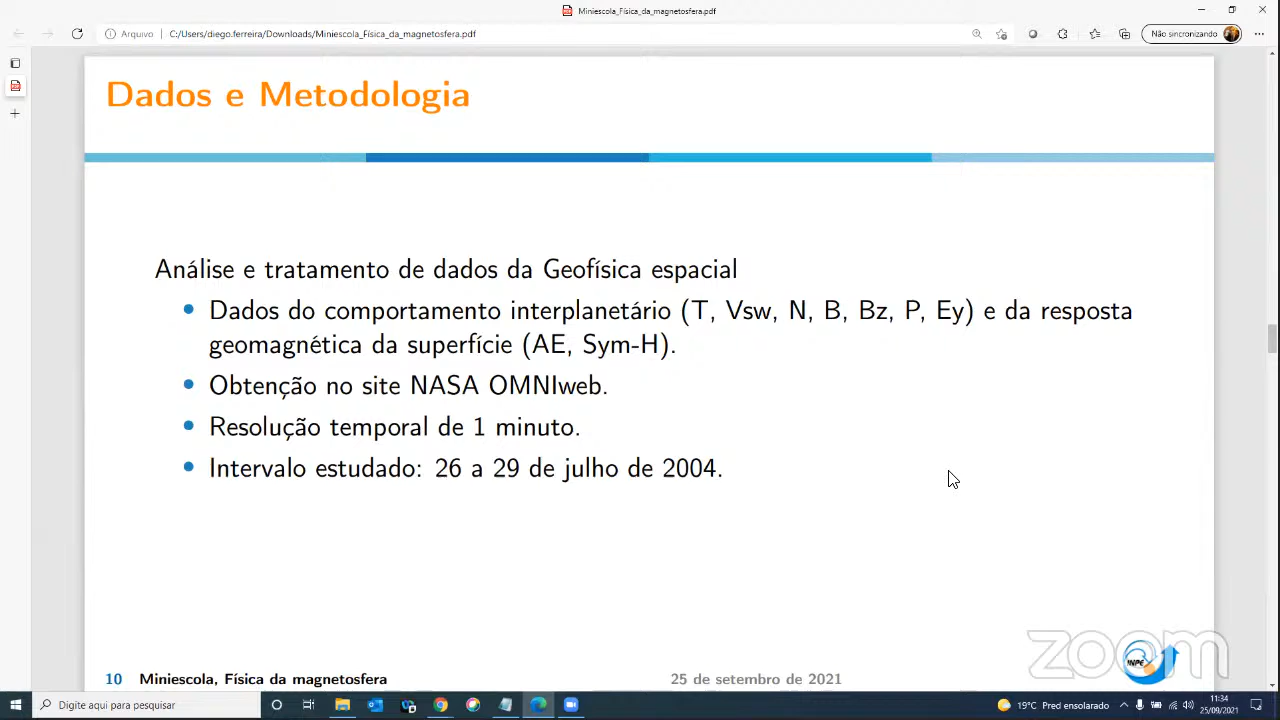 Miniescola_Física_da_magnetosfera.pdf
Arquivo C:/Users/diego.ferreira/Downloads/Miniescola_Física_da_magnetosfera.pdf Não sincronizando
Dados e Metodologia
Análise e tratamento de dados da Geofísica espacial
Dados do comportamento interplanetário (T, Vsw, N, B, Bz, P, Ey) e da resposta
geomagnética da superfície (AE, Sym-H).
Obtenção no site NASA OMNIweb.
Resolução temporal de 1 minuto.
Intervalo estudado: 26 a 29 de julho de 2004.
zoom
INPE
10 Miniescola, Física da magnetosfera 25 de setembro de 2021
Digite aqui para pesquisar 19°C Pred ensolarado 11:34
25/09/2021